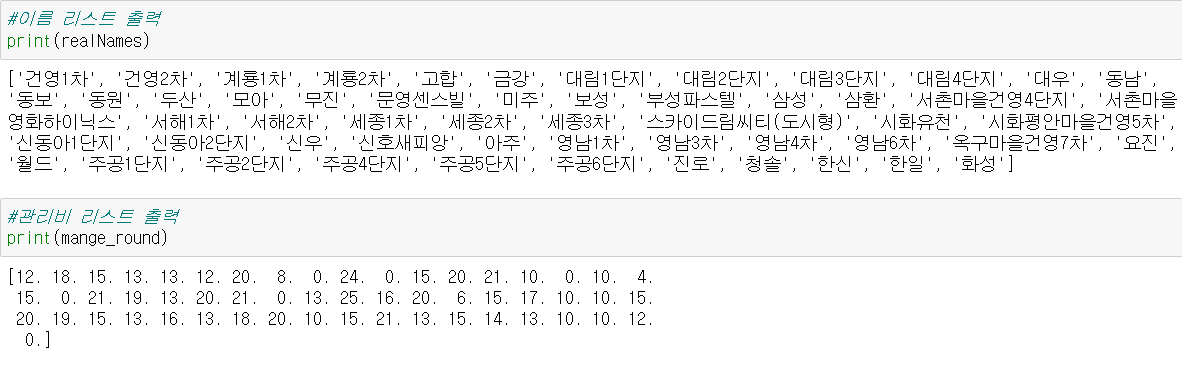 #이름 리스트 출력
print(realNames)
['건영1차', '건영2차', '계룡1차', '계룡2차', '고합', '금강', '대림1단지', '대림2단지', '대림3단지', '대림4단지', '대우', '동남',
'동보', '동원', '두산', '모아', '무진', '문영센스빌', '미주', '보성', '부성파스텔', '삼성', '삼환', '서촌마을건영4단지', '서촌마을
영화하이닉스', '서해1차', '서해2차', '세종1차', '세종2차', '세종3차', '스카이드림씨티(도시형)', '시화유천', '시화평안마을건영5차',
'신동아1단지', '신동아2단지', '신우', '신호새피앙', '아주', '영남1차', '영남3차', '영남4차', '영남6차', '옥구마을건영7차', '요진',
'월드', '주공1단지', '주공2단지', '주공4단지', '주공5단지', '주공6단지', '진로', '청솔', '한신', '한일', '화성']
#관리비 리스트 출력
print(mange_round)
[12. 18. 15. 13. 13. 12. 20.  8.  0. 24.  0. 15. 20. 21. 10.  0. 10.  4.
 15.  0. 21. 19. 13. 20. 21.  0. 13. 25. 16. 20.  6. 15. 17. 10. 10. 15.
 20. 19. 15. 13. 16. 13. 18. 20. 10. 15. 21. 13. 15. 14. 13. 10. 10. 12.
  0.]